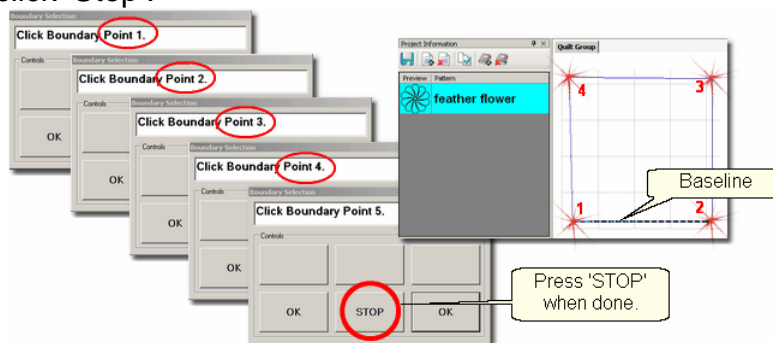 click 'Stop'.
Boundary Selection
Click Boundary Point 1.
Controls
OK
Boundary Selection
Click Boundary Point 2.
Controls
OK
Boundary Selection
Click Boundary Point 3.
Controls
OK
Boundary Selection
Click Boundary Point 4.
Controls
OK
Boundary Selection
Click Boundary Point 5.
Controls
OK STOP OK
Project Information
Preview Pattern
feather flower
Quilt Group
4 3
1 2
Baseline
Press 'STOP'
when done.